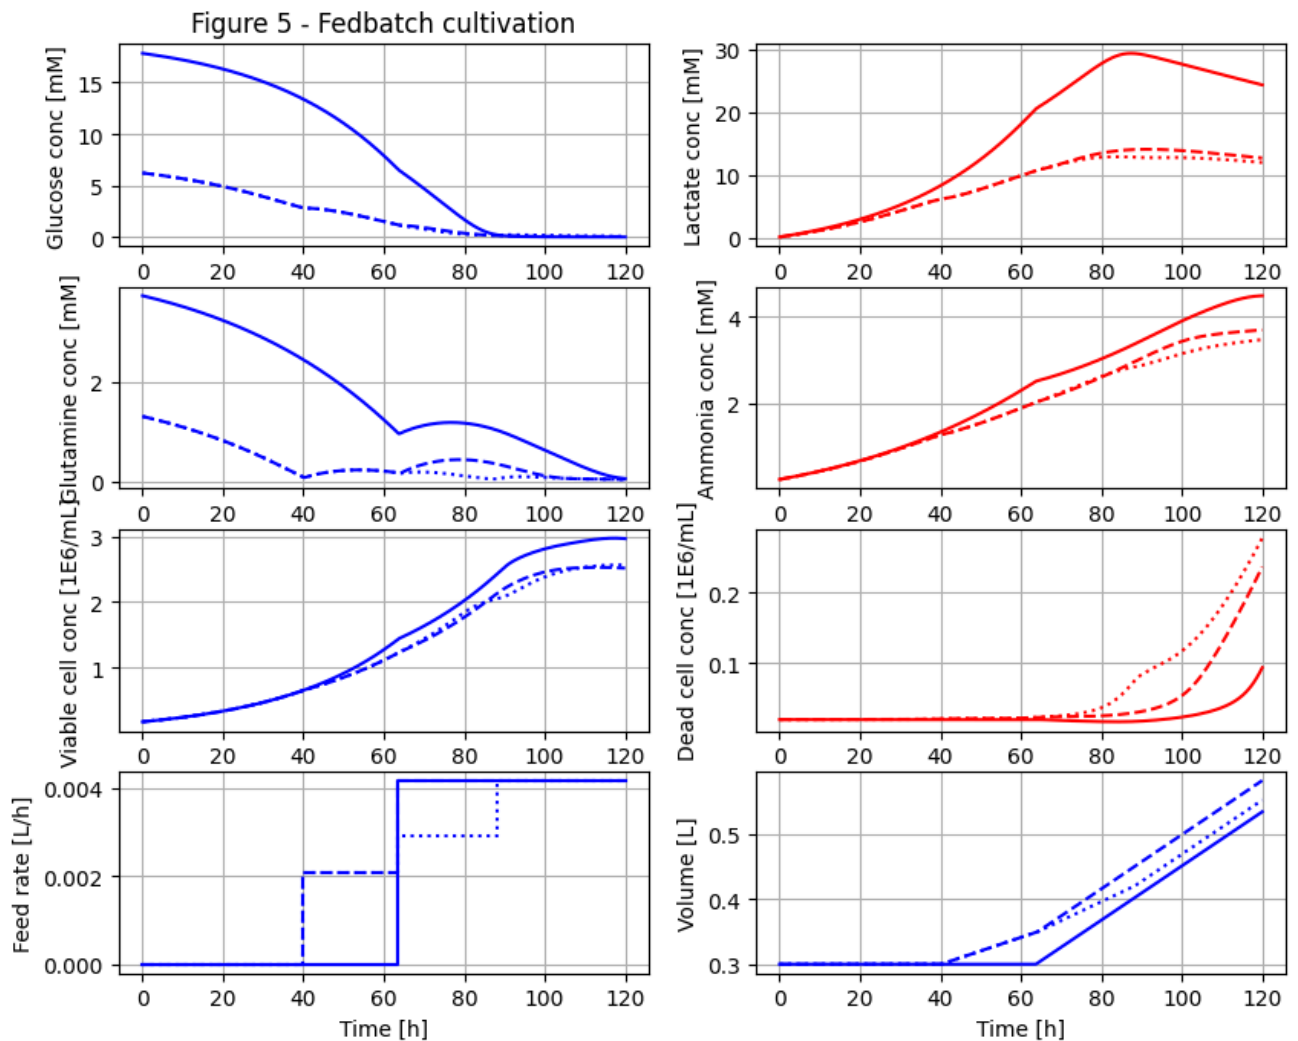 Figure 5 - Fedbatch cultivation
Glucose conc [mM]
15
10
5
0
0 20 40 60 80 100 120
Lactate conc [mM]
30
20
10
0
0 20 40 60 80 100 120
Glutamine conc [mM]
2
0
0 20 40 60 80 100 120
Ammonia conc [mM]
4
2
0 20 40 60 80 100 120
Viable cell conc [1E6/mL]
3
2
1
0 20 40 60 80 100 120
Dead cell conc [1E6/mL]
0.2
0.1
0 20 40 60 80 100 120
Feed rate [L/h]
0.004
0.002
0.000
0 20 40 60 80 100 120
Time [h]
Volume [L]
0.5
0.4
0.3
0 20 40 60 80 100 120
Time [h]